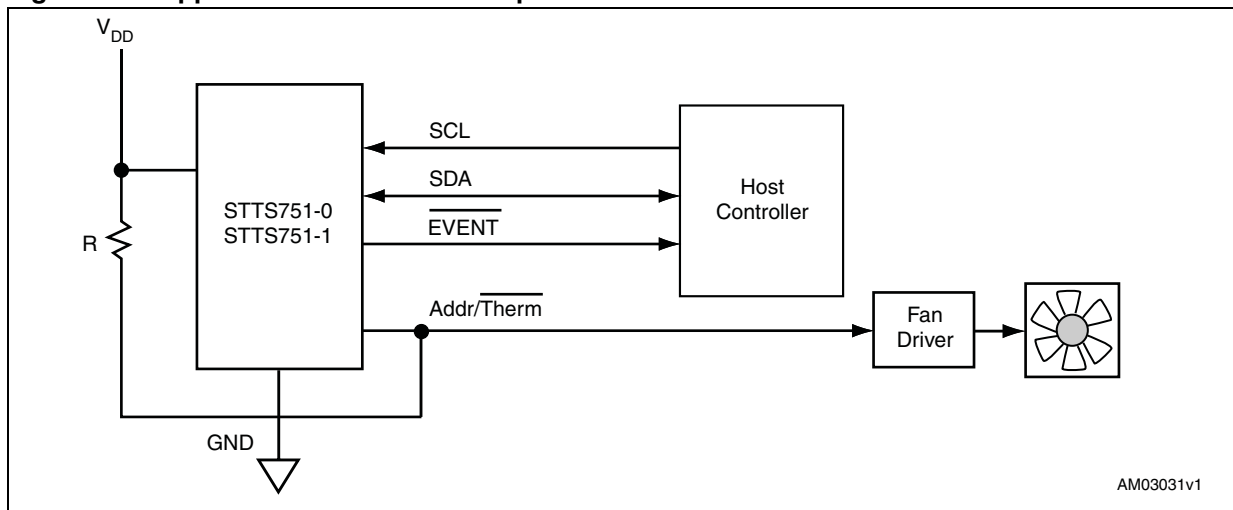 V_DD
SCL
SDA
STTS751-0
STTS751-1
EVENT
Host
Controller
R
Addr/Therm
Fan
Driver
GND
AM03031v1